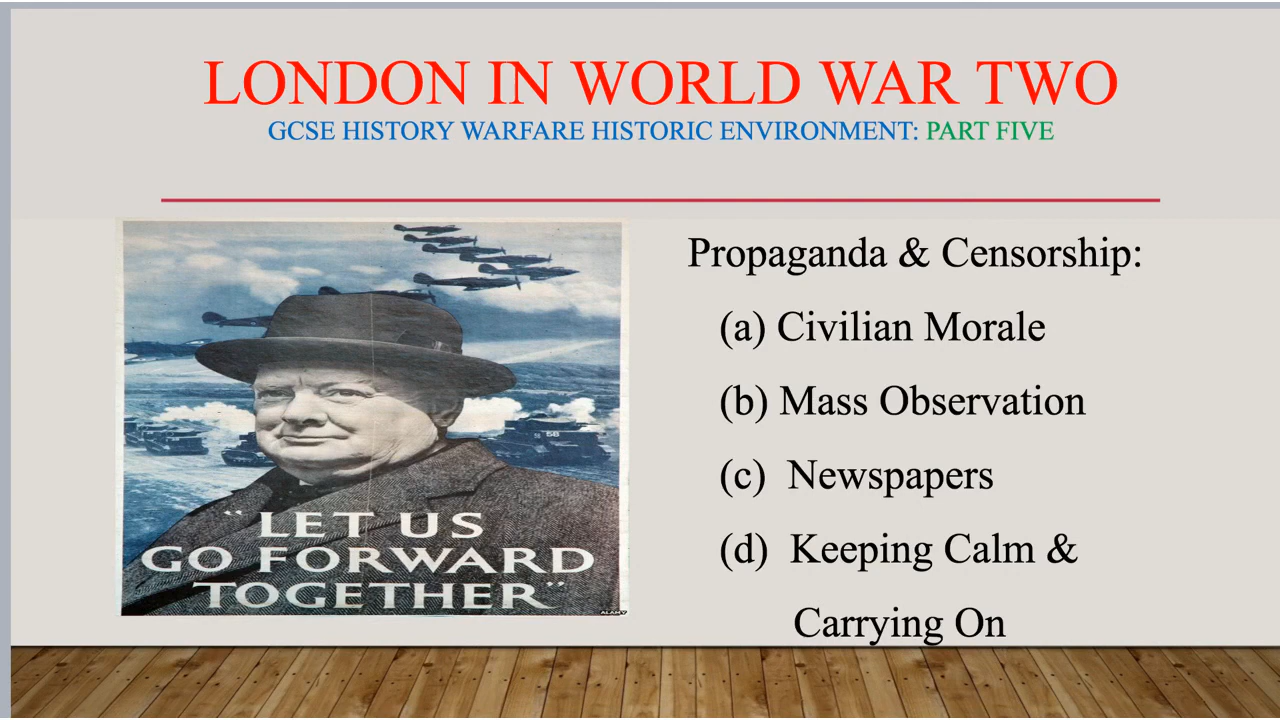 LONDON IN WORLD WAR TWO
GCSE HISTORY WARFARE HISTORIC ENVIRONMENT: PART FIVE
Propaganda & Censorship:
(a) Civilian Morale
(b) Mass Observation
(c) Newspapers
(d) Keeping Calm &
Carrying On
58
"LET US
GO FORWARD
TOGETHER"
ALAMY